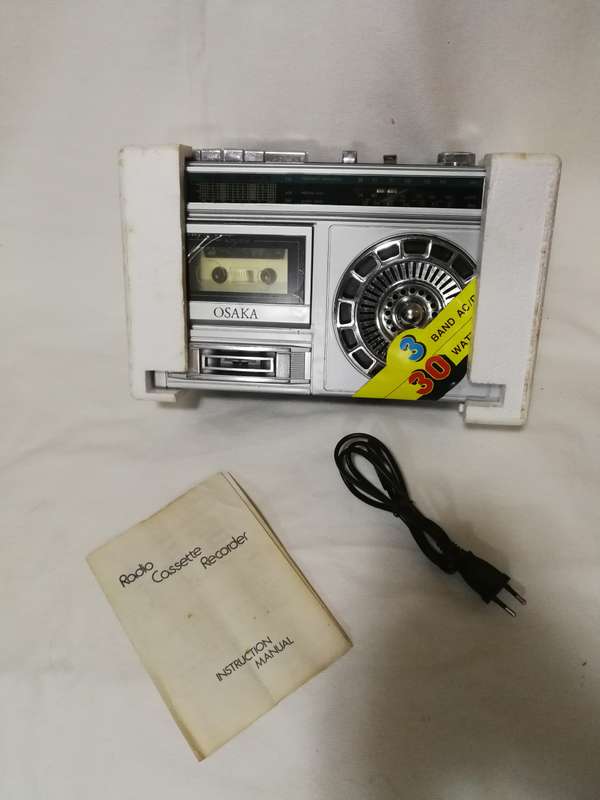 OSAKA
3 BAND AC/D
30 WAT
Radio
Cassette
Recorder
INSTRUCTION
MANUAL